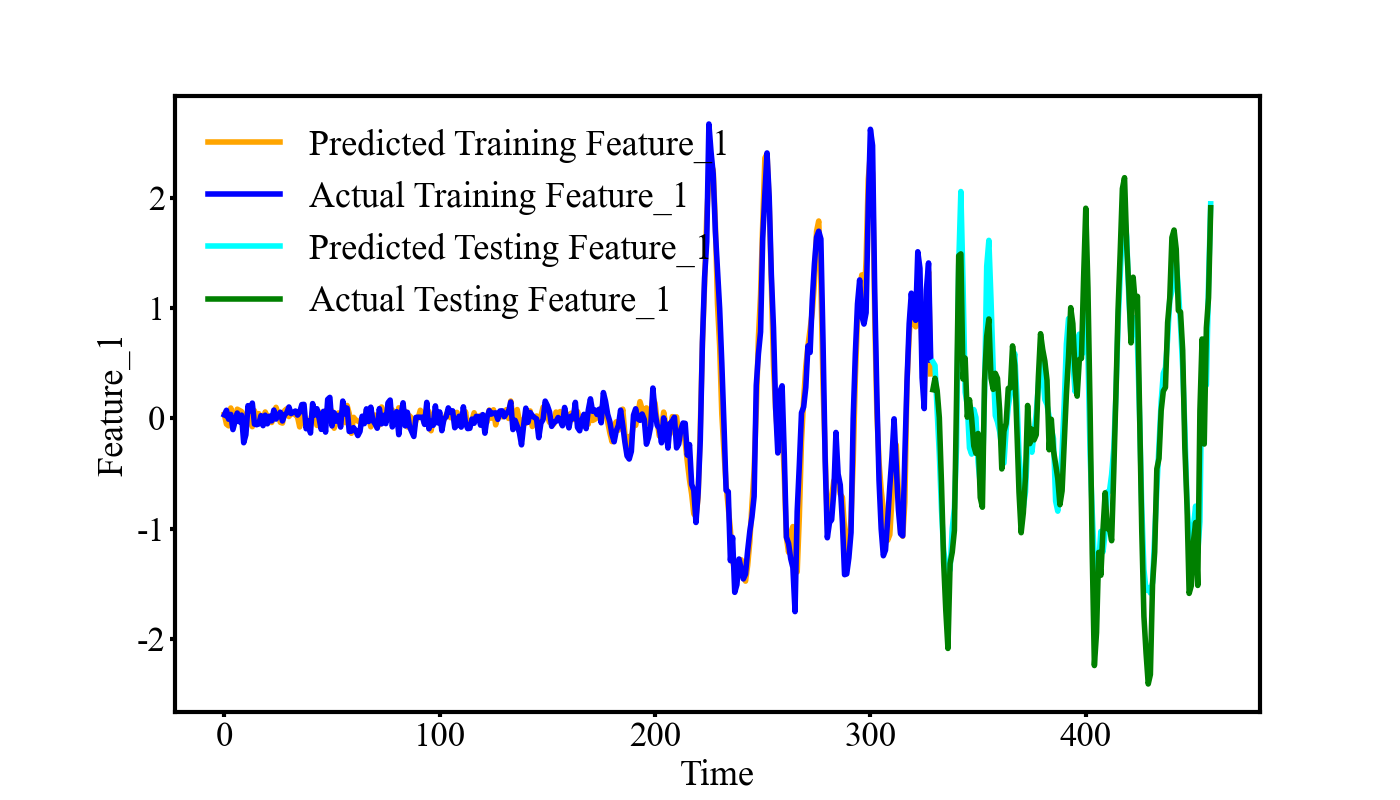 Predicted Training Feature_1
Actual Training Feature_1
Predicted Testing Feature_1
Actual Testing Feature_1
2
1
0
-1
-2
Feature_1
0 100 200 300 400
Time